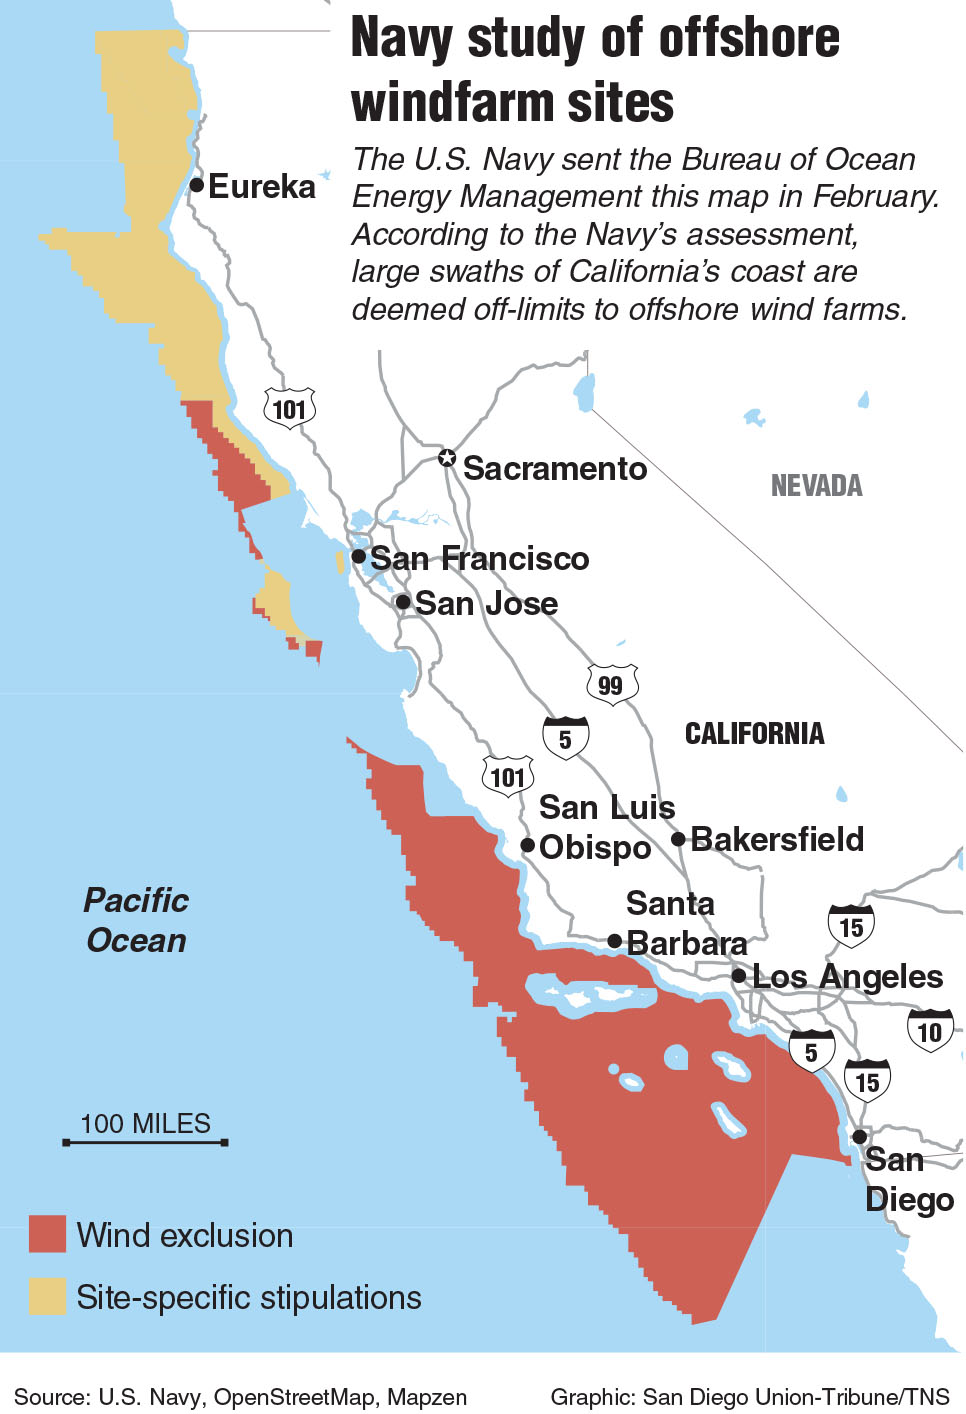 Navy study of offshore
windfarm sites
The U.S. Navy sent the Bureau of Ocean
Energy Management this map in February.
According to the Navy's assessment,
large swaths of California's coast are
deemed off-limits to offshore wind farms.
Eureka
101
Sacramento
NEVADA
San Francisco
San Jose
99
5
CALIFORNIA
101
San Luis
Obispo
Bakersfield
Pacific
Ocean
Santa
Barbara
15
Los Angeles
10
5
15
100 MILES
San
Diego
Wind exclusion
Site-specific stipulations
Source: U.S. Navy, OpenStreetMap, Mapzen
Graphic: San Diego Union-Tribune/TNS